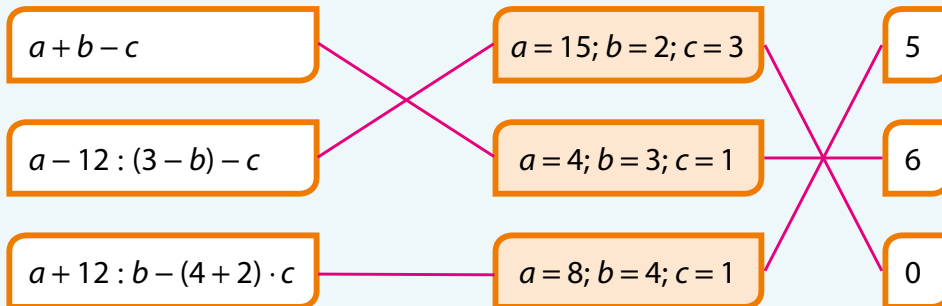 a + b – c
a = 15; b = 2; c = 3
5
a – 12 : (3 – b) – c
a = 4; b = 3; c = 1
6
a + 12 : b – (4 + 2) · c
a = 8; b = 4; c = 1
0